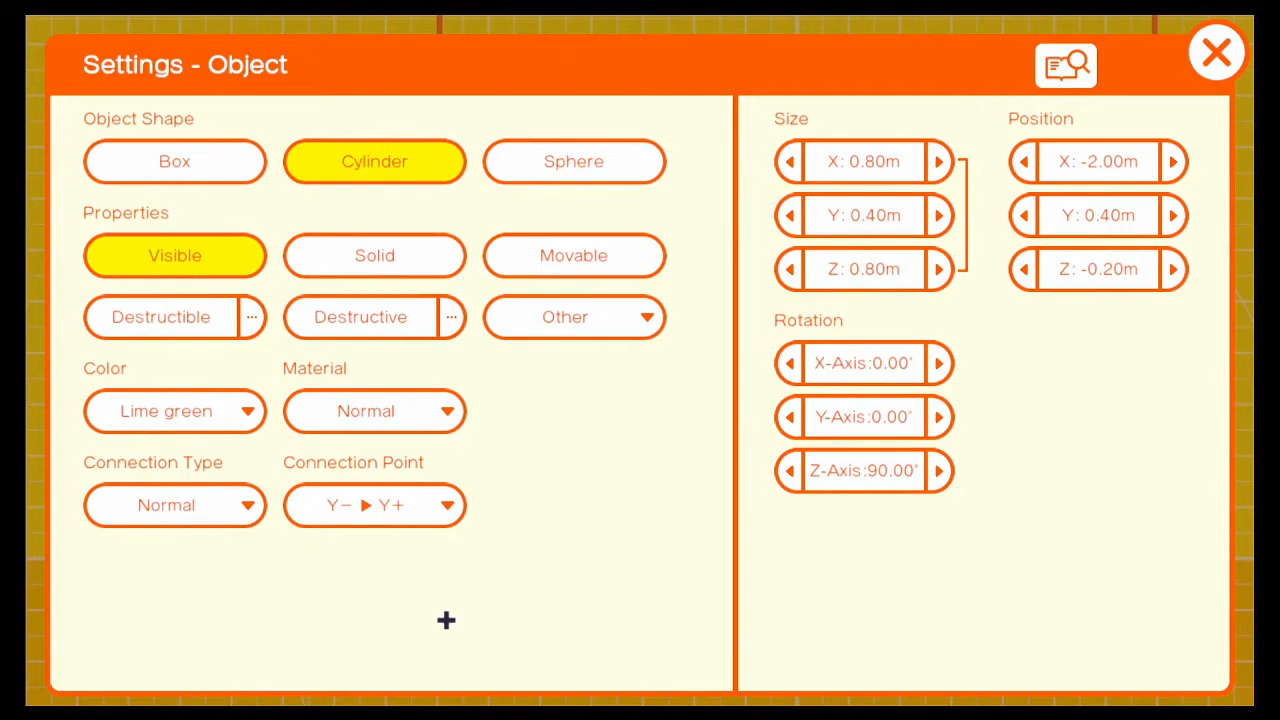 Settings - Object
Object Shape
Box
Cylinder
Sphere
Properties
Visible
Solid
Movable
Destructible
...
Destructive
...
Other
Color
Material
Lime green
Normal
Connection Type
Connection Point
Normal
Y− ▶ Y+
Size
X: 0.80m
Y: 0.40m
Z: 0.80m
Position
X: -2.00m
Y: 0.40m
Z: -0.20m
Rotation
X-Axis:0.00°
Y-Axis:0.00°
Z-Axis:90.00°